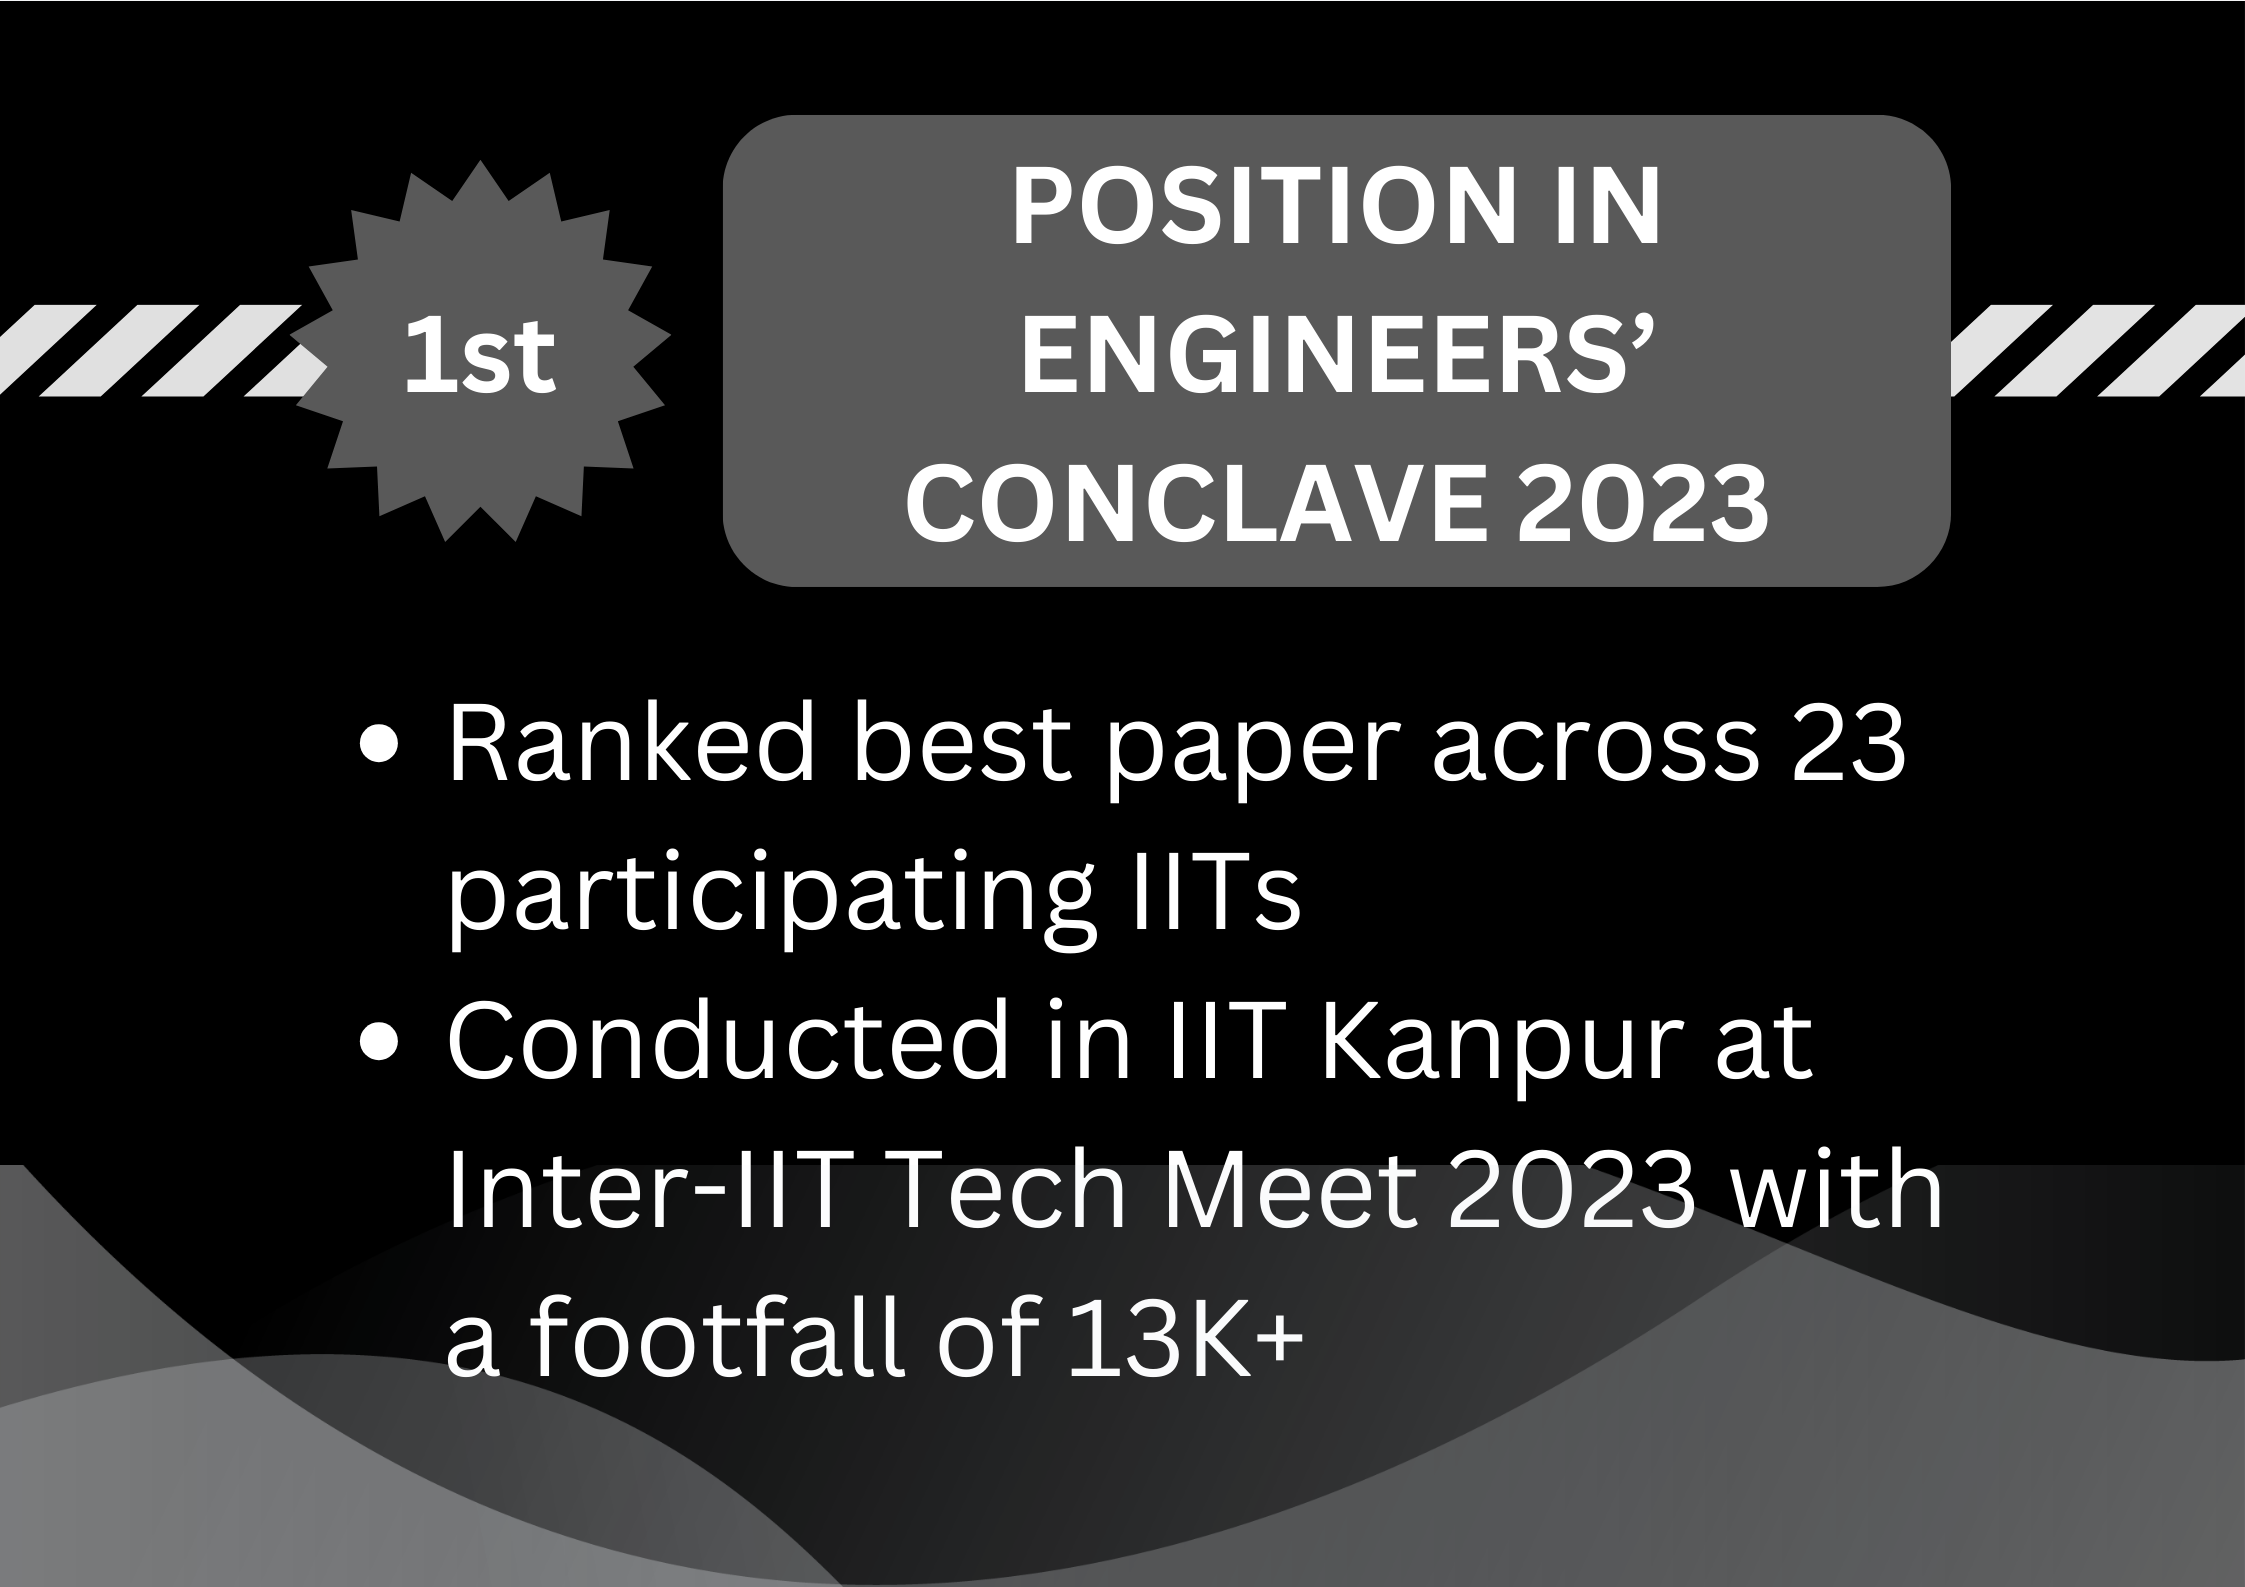 1st
POSITION IN
ENGINEERS’
CONCLAVE 2023
• Ranked best paper across 23
participating IITs
• Conducted in IIT Kanpur at
Inter-IIT Tech Meet 2023 with
a footfall of 13K+